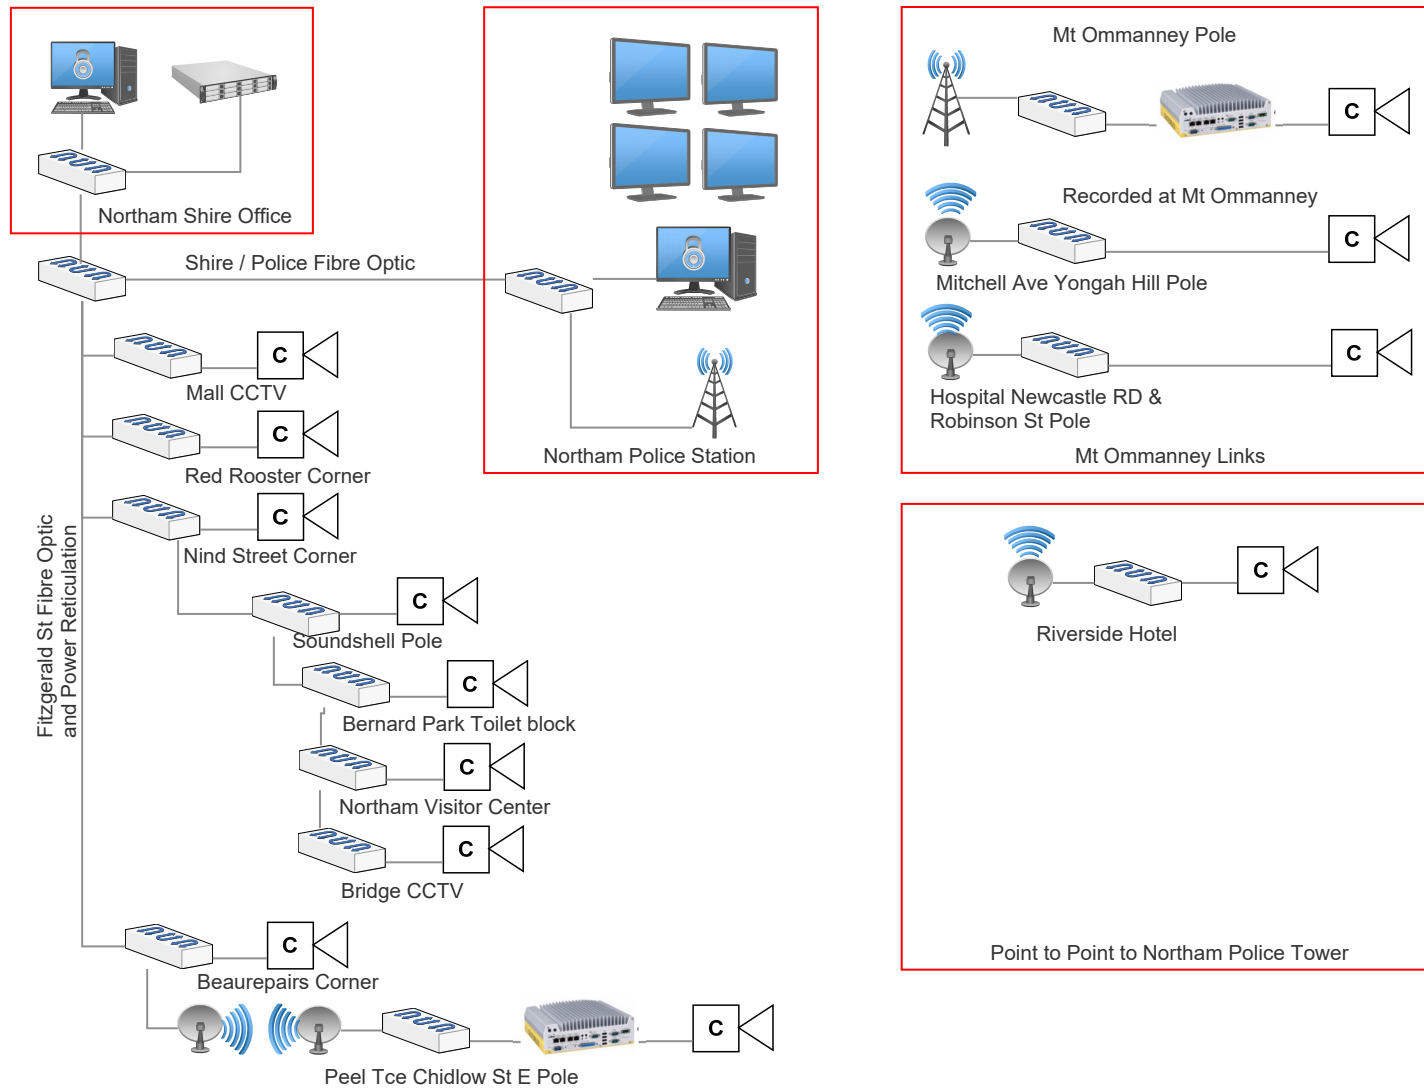 Northam Shire Office
Shire / Police Fibre Optic
Northam Police Station
C
Mall CCTV
C
Red Rooster Corner
C
Nind Street Corner
C
Soundshell Pole
C
Bernard Park Toilet block
C
Northam Visitor Center
C
Bridge CCTV
Fitzgerald St Fibre Optic
and Power Reticulation
C
Beaurepairs Corner
C
Peel Tce Chidlow St E Pole
Mt Ommanney Pole
C
Recorded at Mt Ommanney
C
Mitchell Ave Yongah Hill Pole
C
Hospital Newcastle RD &
Robinson St Pole
Mt Ommanney Links
C
Riverside Hotel
Point to Point to Northam Police Tower